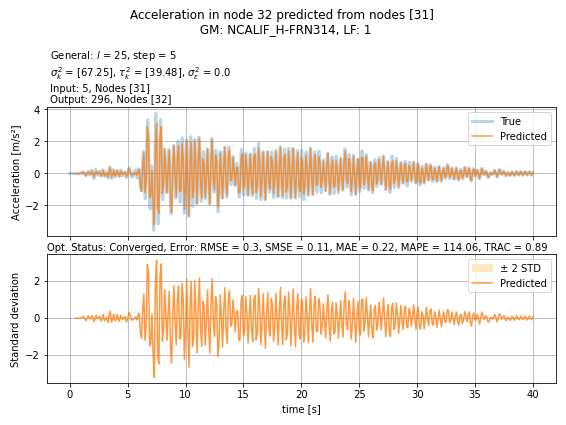 Acceleration in node 32 predicted from nodes [31]
GM: NCALIF_H-FRN314, LF: 1
General: l = 25, step = 5
σ²ₖ = [67.25], τ²ₖ = [39.48], σ²ε = 0.0
Input: 5, Nodes [31]
Output: 296, Nodes [32]
4
2
0
−2
Acceleration [m/s²]
True
Predicted
Opt. Status: Converged, Error: RMSE = 0.3, SMSE = 0.11, MAE = 0.22, MAPE = 114.06, TRAC = 0.89
2
0
−2
Standard deviation
± 2 STD
Predicted
0 5 10 15 20 25 30 35 40
time [s]